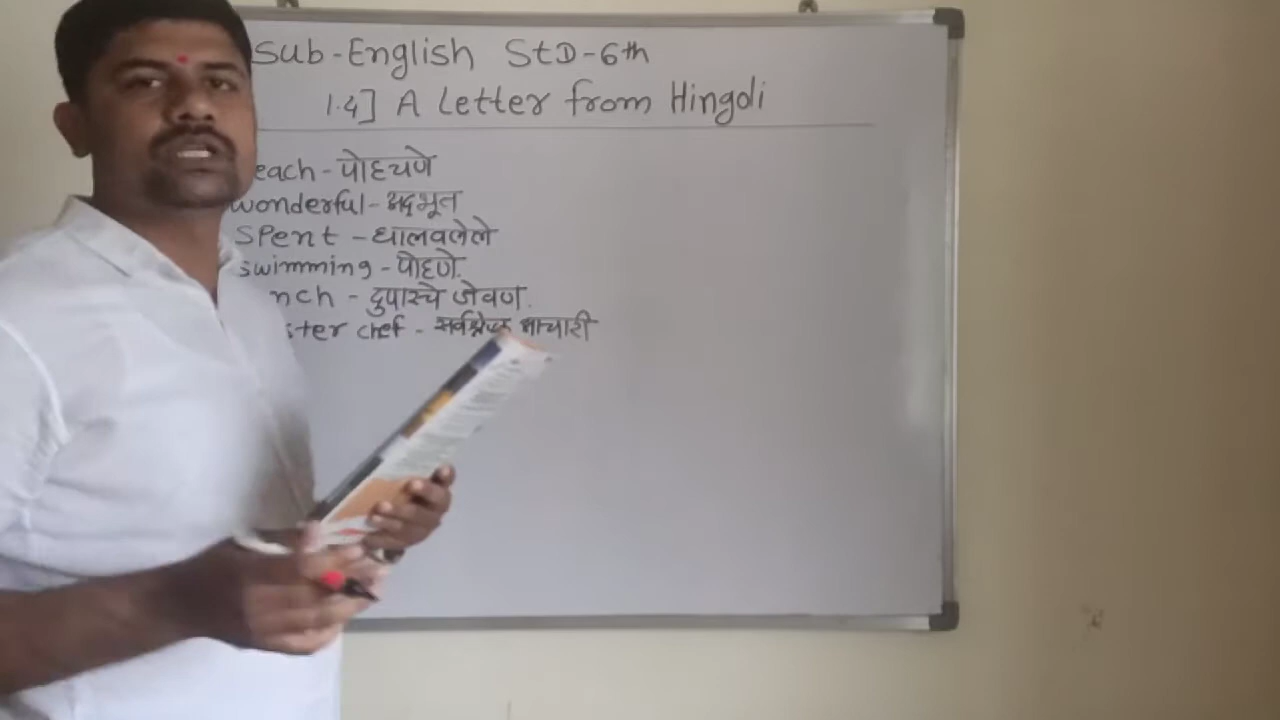 Sub-English StD-6th
1.4] A Letter from Hingoli
each - पोहचणे
wonderful - अद्भूत
Spent - घालवलेले
swimming - पोहणे.
nch - दुपारचे जेवण.
ster chef - सर्वश्रेष्ठ आचारी